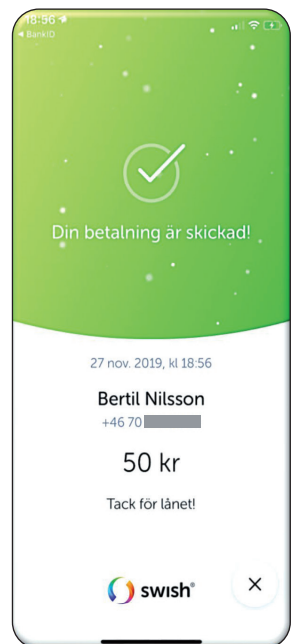 18:56
◀ BankID
Din betalning är skickad!
27 nov. 2019, kl 18:56
Bertil Nilsson
+46 70
50 kr
Tack för lånet!
swish®